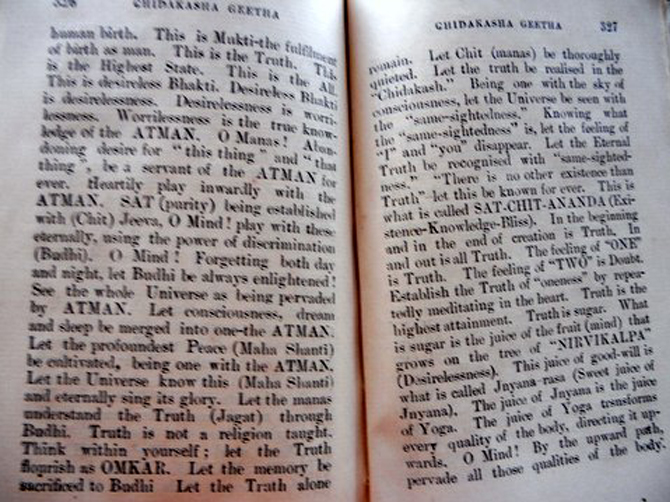 328 CHIDAKASHA GEETHA
human birth. This is Mukti-the fulfilment
of birth as man. This is the Truth. This
is the Highest State. This is the All.
This is desireless Bhakti. Desireless Bhakti
is desirelessness. Desirelessness is worri-
lessness. Worrilessness is the true know-
ledge of the ATMAN. O Manas! Aban-
doning desire for "this thing" and "that
thing", be a servant of the ATMAN for
ever. Heartily play inwardly with the
ATMAN. SAT (purity) being established
with (Chit) Jeeva, O Mind! play with these
eternally, using the power of discrimination
(Budhi). O Mind! Forgetting both day
and night, let Budhi be always enlightened!
See the whole Universe as being pervaded
by ATMAN. Let consciousness, dream
and sleep be merged into one-the ATMAN.
Let the profoundest Peace (Maha Shanti)
be cultivated, being one with the ATMAN.
Let the Universe know this (Maha Shanti)
and eternally sing its glory. Let the manas
understand the Truth (Jagat) through
Budhi. Truth is not a religion taught.
Think within yourself; let the Truth
floprish as OMKAR. Let the memory be
sacrificed to Budhi Let the Trath alone
CHIDAKASHA GEETHA 327
remain. Let Chit (manas) be thoroughly
quieted. Let the truth be realised in the
"Chidakash." Being one with the sky of
consciousness, let the Universe be seen with
the "same-sightedness." Knowing what
the "same-sightedness" is, let the feeling of
"I" and "you" disappear. Let the Eternal
Truth be recognised with "same-sighted-
ness." "There is no other existence than
Truth"-let this be known for ever. This is
what is called SAT-CHIT-ANANDA (Exi-
stence-Knowledge-Bliss). In the beginning
and in the end of creation is Truth. In
and out is all Truth. The feeling of "ONE"
is Truth. The feeling of "TWO" is Doubt.
Establish the Truth of "oneness" by repea-
tedly meditating in the heart. Truth is the
highest attainment. Truth is sugar. What
is sugar is the juice of the fruit (mind) that
grows on the tree of "NIRVIKALPA"
(Desirelessness). This juice of good-will is
what is called Jnyana-rasa (Sweet juice of
Jnyana). The juice of Jnyana is the juice
of Yoga. The juice of Yoga trensforms
every quality of the body, directing it up-
wards. O Mind! By the upward path,
pervade all those qualities of the body.